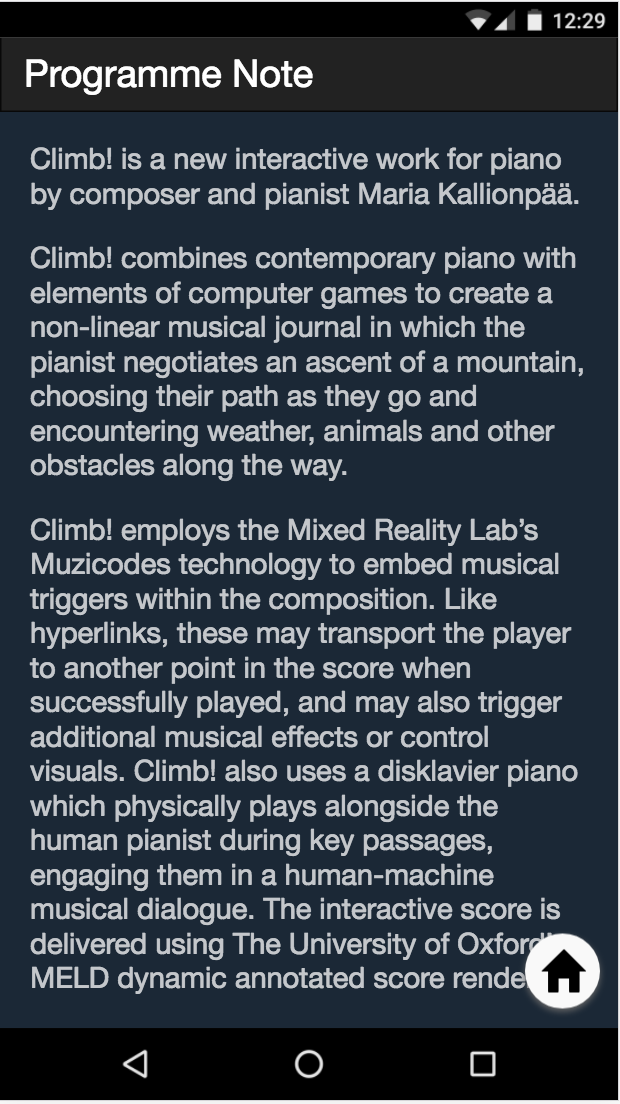 12:29
Programme Note
Climb! is a new interactive work for piano
by composer and pianist Maria Kallionpää.
Climb! combines contemporary piano with
elements of computer games to create a
non-linear musical journal in which the
pianist negotiates an ascent of a mountain,
choosing their path as they go and
encountering weather, animals and other
obstacles along the way.
Climb! employs the Mixed Reality Lab’s
Muzicodes technology to embed musical
triggers within the composition. Like
hyperlinks, these may transport the player
to another point in the score when
successfully played, and may also trigger
additional musical effects or control
visuals. Climb! also uses a disklavier piano
which physically plays alongside the
human pianist during key passages,
engaging them in a human-machine
musical dialogue. The interactive score is
delivered using The University of Oxford
MELD dynamic annotated score